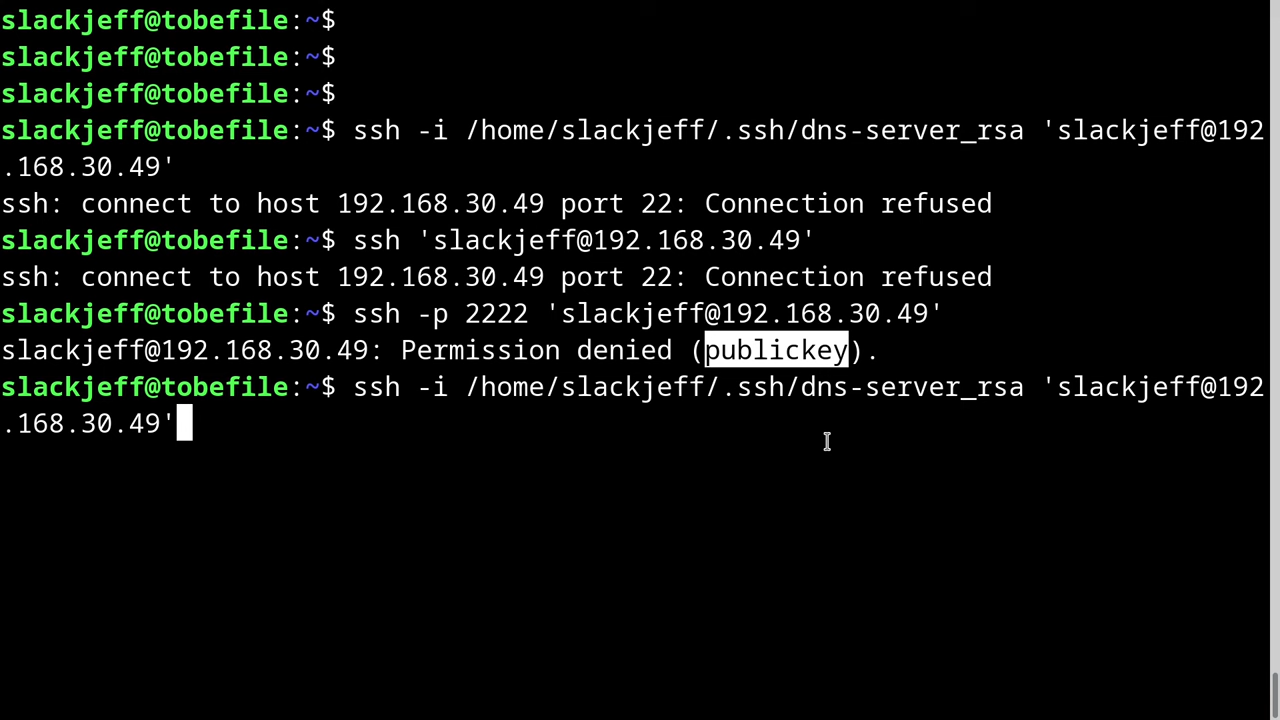 slackjeff@tobefile:~$
slackjeff@tobefile:~$
slackjeff@tobefile:~$
slackjeff@tobefile:~$ ssh -i /home/slackjeff/.ssh/dns-server_rsa 'slackjeff@192
.168.30.49'
ssh: connect to host 192.168.30.49 port 22: Connection refused
slackjeff@tobefile:~$ ssh 'slackjeff@192.168.30.49'
ssh: connect to host 192.168.30.49 port 22: Connection refused
slackjeff@tobefile:~$ ssh -p 2222 'slackjeff@192.168.30.49'
slackjeff@192.168.30.49: Permission denied (publickey).
slackjeff@tobefile:~$ ssh -i /home/slackjeff/.ssh/dns-server_rsa 'slackjeff@192
.168.30.49'